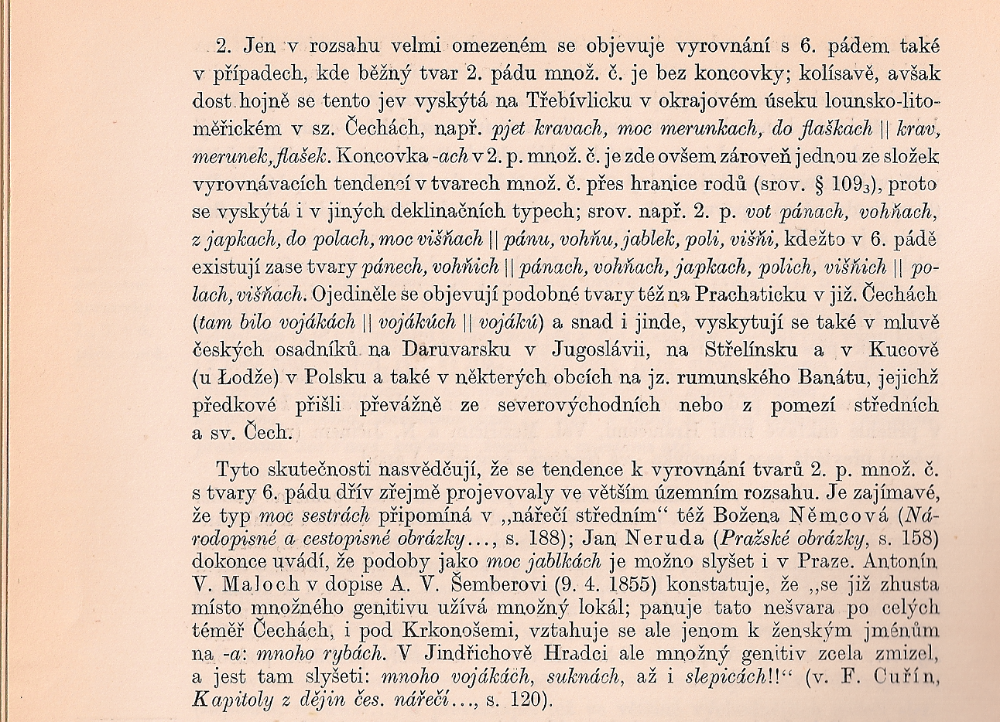 2. Jen v rozsahu velmi omezeném se objevuje vyrovnání s 6. pádem také
v případech, kde běžný tvar 2. pádu množ. č. je bez koncovky; kolísavě, avšak
dost hojně se tento jev vyskýtá na Třebívlicku v okrajovém úseku lounsko-lito-
měřickém v sz. Čechách, např. pjet kravach, moc merunkach, do flaškach || krav,
merunek, flašek. Koncovka -ach v 2. p. množ. č. je zde ovšem zároveň jednou ze složek
vyrovnávacích tendencí v tvarech množ. č. přes hranice rodů (srov. § 109₃), proto
se vyskýtá i v jiných deklinačních typech; srov. např. 2. p. vot pánach, vohňach,
z japkach, do polach, moc višňach || pánu, vohňu, jablek, poli, višňi, kdežto v 6. pádě
existují zase tvary pánech, vohňich || pánach, vohňach, japkach, polich, višňich || po-
lach, višňach. Ojediněle se objevují podobné tvary též na Prachaticku v již. Čechách
(tam bilo vojákách || vojákúch || vojákú) a snad i jinde, vyskytují se také v mluvě
českých osadníků na Daruvarsku v Jugoslávii, na Střelínsku a v Kucově
(u Łodže) v Polsku a také v některých obcích na jz. rumunského Banátu, jejichž
předkové přišli převážně ze severovýchodních nebo z pomezí středních
a sv. Čech.
Tyto skutečnosti nasvědčují, že se tendence k vyrovnání tvarů 2. p. množ. č.
s tvary 6. pádu dřív zřejmě projevovaly ve větším územním rozsahu. Je zajímavé,
že typ moc sestrách připomíná v „nářečí středním“ též Božena Němcová (Ná-
rodopisné a cestopisné obrázky..., s. 188); Jan Neruda (Pražské obrázky, s. 158)
dokonce uvádí, že podoby jako moc jablkách je možno slyšet i v Praze. Antonín
V. Maloch v dopise A. V. Šemberovi (9. 4. 1855) konstatuje, že „se již zhusta
místo množného genitivu užívá množný lokál; panuje tato nešvara po celých
téměř Čechách, i pod Krkonošemi, vztahuje se ale jenom k ženským jménům
na -a: mnoho rybách. V Jindřichově Hradci ale množný genitiv zcela zmizel,
a jest tam slyšeti: mnoho vojákách, suknách, až i slepicách!!“ (v. F. Cuřín,
Kapitoly z dějin čes. nářečí..., s. 120).